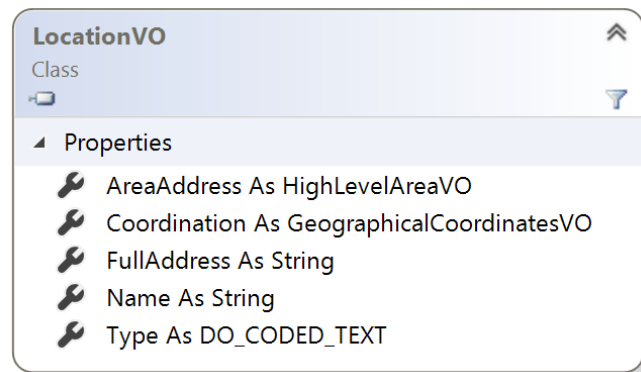 LocationVO
Class
Properties
AreaAddress As HighLevelAreaVO
Coordination As GeographicalCoordinatesVO
FullAddress As String
Name As String
Type As DO_CODED_TEXT